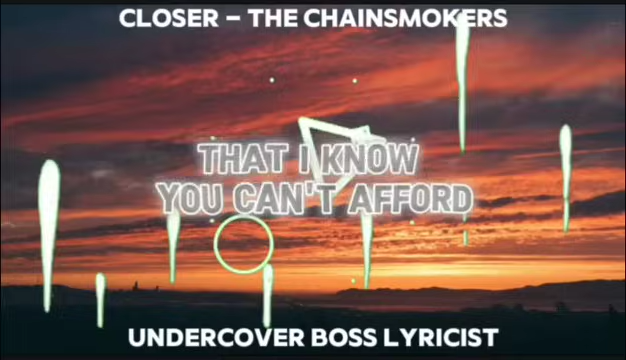 CLOSER – THE CHAINSMOKERS
THAT I KNOW
YOU CAN'T AFFORD
UNDERCOVER BOSS LYRICIST